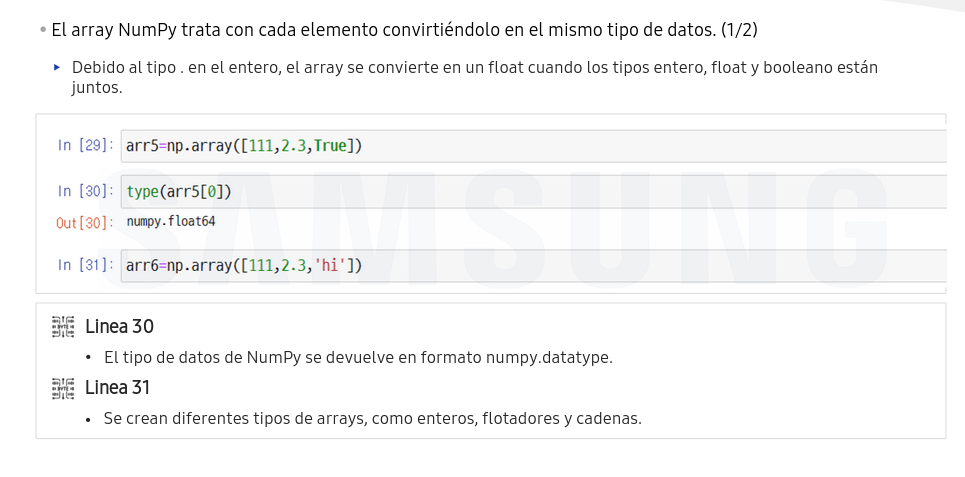 • El array NumPy trata con cada elemento convirtiéndolo en el mismo tipo de datos. (1/2)
▸ Debido al tipo . en el entero, el array se convierte en un float cuando los tipos entero, float y booleano están
juntos.
In [29]: arr5=np.array([111,2.3,True])
In [30]: type(arr5[0])
Out[30]: numpy.float64
In [31]: arr6=np.array([111,2.3,'hi'])
SAMSUNG
Linea 30
• El tipo de datos de NumPy se devuelve en formato numpy.datatype.
Linea 31
• Se crean diferentes tipos de arrays, como enteros, flotadores y cadenas.